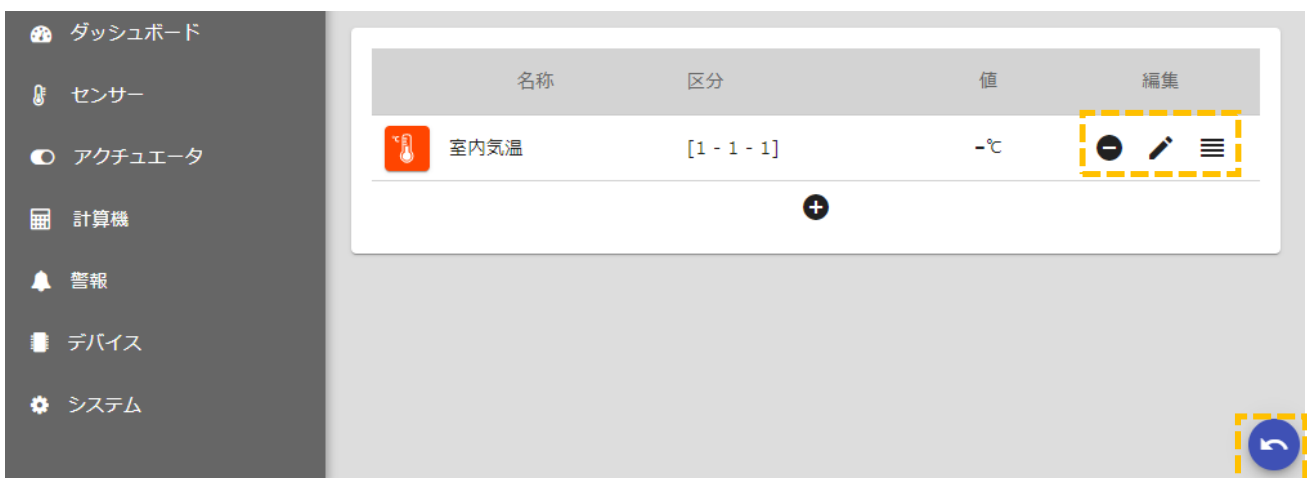 ダッシュボード
センサー
アクチュエータ
計算機
警報
デバイス
システム
名称 区分 値 編集
℃ 室内気温 [1 - 1 - 1] -℃